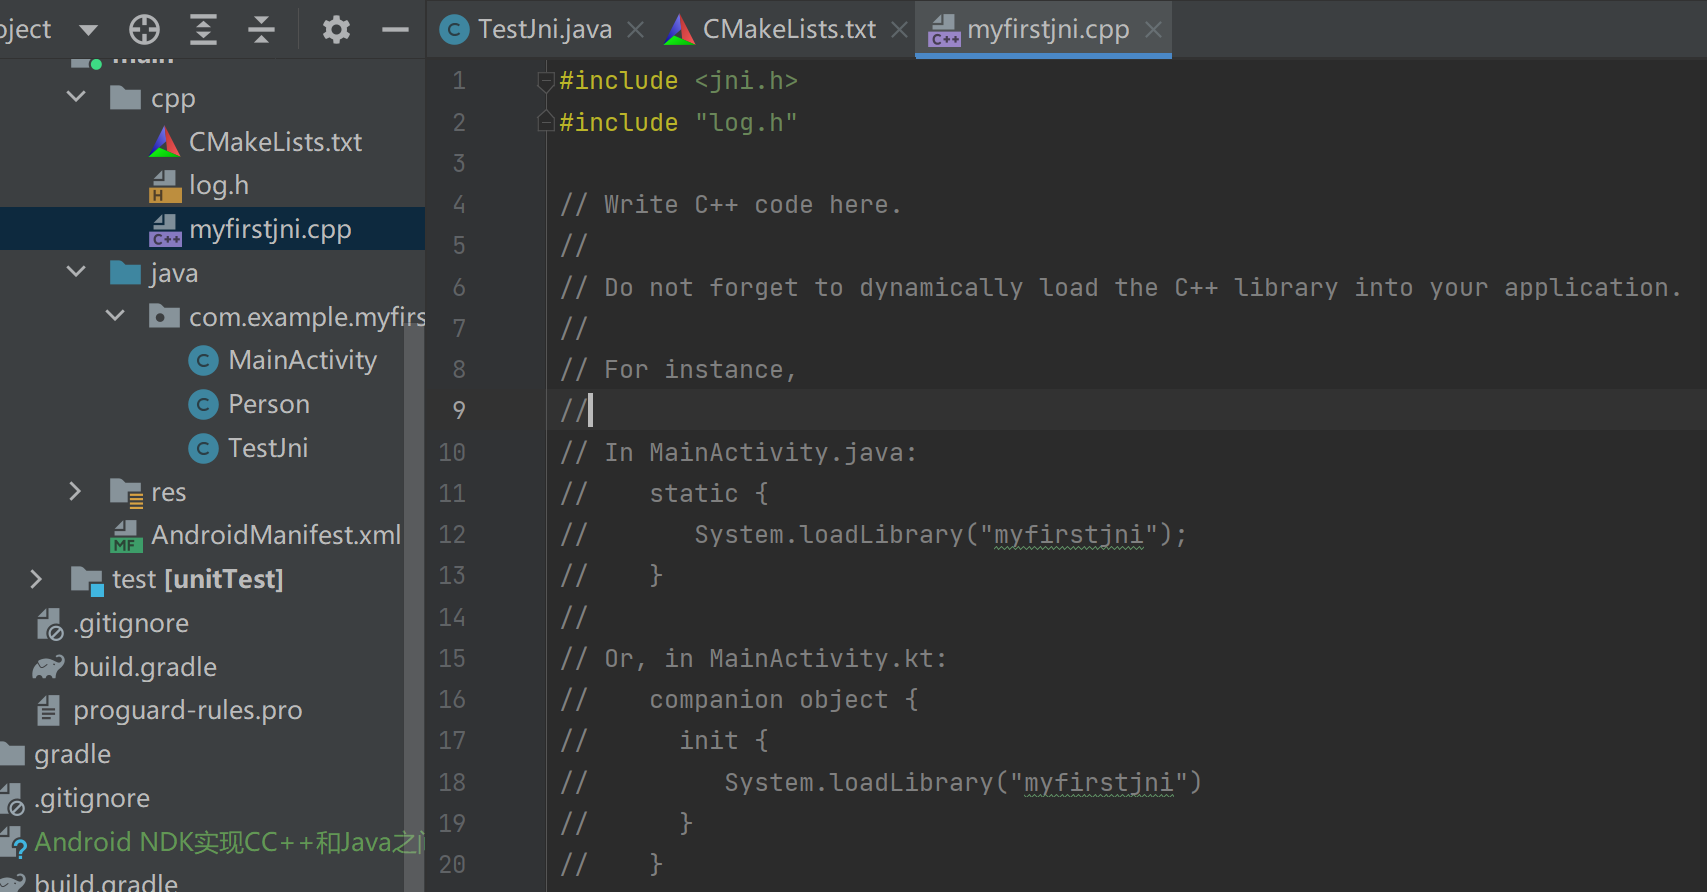 ject
TestJni.java
CMakeLists.txt
myfirstjni.cpp
main
cpp
CMakeLists.txt
log.h
myfirstjni.cpp
java
com.example.myfirs
MainActivity
Person
TestJni
res
AndroidManifest.xml
test [unitTest]
.gitignore
build.gradle
proguard-rules.pro
gradle
.gitignore
Android NDK实现CC++和Java之
build.gradle
1 #include <jni.h>
2 #include "log.h"
3
4 // Write C++ code here.
5 //
6 // Do not forget to dynamically load the C++ library into your application.
7 //
8 // For instance,
9 //
10 // In MainActivity.java:
11 //    static {
12 //       System.loadLibrary("myfirstjni");
13 //    }
14 //
15 // Or, in MainActivity.kt:
16 //    companion object {
17 //      init {
18 //         System.loadLibrary("myfirstjni")
19 //      }
20 //    }